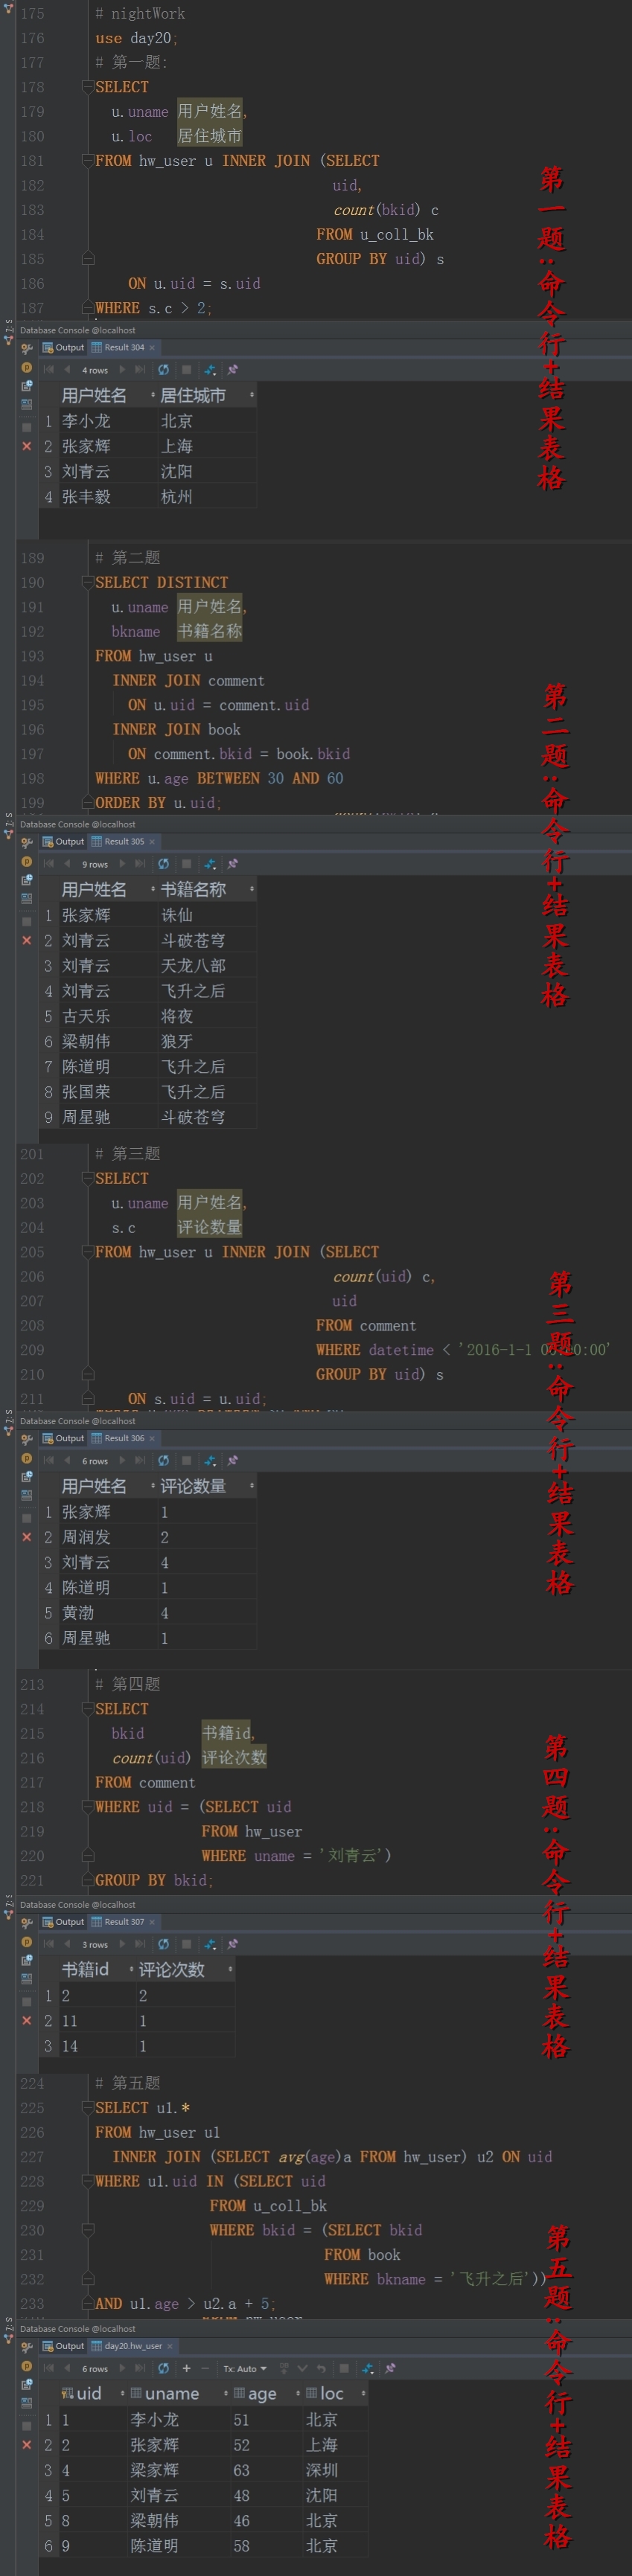 175 # nightWork
176 use day20;
177 # 第一题:
178 SELECT
179 u.uname 用户姓名,
180 u.loc 居住城市
181 FROM hw_user u INNER JOIN (SELECT
182 uid,
183 count(bkid) c
184 FROM u_coll_bk
185 GROUP BY uid) s
186 ON u.uid = s.uid
187 WHERE s.c > 2;
第一题:命令行+结果表格
Database Console @localhost
Output Result 304
4 rows
用户姓名 居住城市
1 李小龙 北京
2 张家辉 上海
3 刘青云 沈阳
4 张丰毅 杭州
189 # 第二题
190 SELECT DISTINCT
191 u.uname 用户姓名,
192 bkname 书籍名称
193 FROM hw_user u
194 INNER JOIN comment
195 ON u.uid = comment.uid
196 INNER JOIN book
197 ON comment.bkid = book.bkid
198 WHERE u.age BETWEEN 30 AND 60
199 ORDER BY u.uid;
第二题:命令行+结果表格
Database Console @localhost
Output Result 305
9 rows
用户姓名 书籍名称
1 张家辉 诛仙
2 刘青云 斗破苍穹
3 刘青云 天龙八部
4 刘青云 飞升之后
5 古天乐 将夜
6 梁朝伟 狼牙
7 陈道明 飞升之后
8 张国荣 飞升之后
9 周星驰 斗破苍穹
201 # 第三题
202 SELECT
203 u.uname 用户姓名,
204 s.c 评论数量
205 FROM hw_user u INNER JOIN (SELECT
206 count(uid) c,
207 uid
208 FROM comment
209 WHERE datetime < '2016-1-1 00:00:00'
210 GROUP BY uid) s
211 ON s.uid = u.uid;
第三题:命令行+结果表格
Database Console @localhost
Output Result 306
6 rows
用户姓名 评论数量
1 张家辉 1
2 周润发 2
3 刘青云 4
4 陈道明 1
5 黄渤 4
6 周星驰 1
213 # 第四题
214 SELECT
215 bkid 书籍id,
216 count(uid) 评论次数
217 FROM comment
218 WHERE uid = (SELECT uid
219 FROM hw_user
220 WHERE uname = '刘青云')
221 GROUP BY bkid;
第四题:命令行+结果表格
Database Console @localhost
Output Result 307
3 rows
书籍id 评论次数
1 2 2
2 11 1
3 14 1
224 # 第五题
225 SELECT u1.*
226 FROM hw_user u1
227 INNER JOIN (SELECT avg(age)a FROM hw_user) u2 ON uid
228 WHERE u1.uid IN (SELECT uid
229 FROM u_coll_bk
230 WHERE bkid = (SELECT bkid
231 FROM book
232 WHERE bkname = '飞升之后'))
233 AND u1.age > u2.a + 5;
第五题:命令行+结果表格
Database Console @localhost
Output day20.hw_user
6 rows Tx: Auto
uid uname age loc
1 1 李小龙 51 北京
2 2 张家辉 52 上海
3 4 梁家辉 63 深圳
4 5 刘青云 48 沈阳
5 8 梁朝伟 46 北京
6 9 陈道明 58 北京